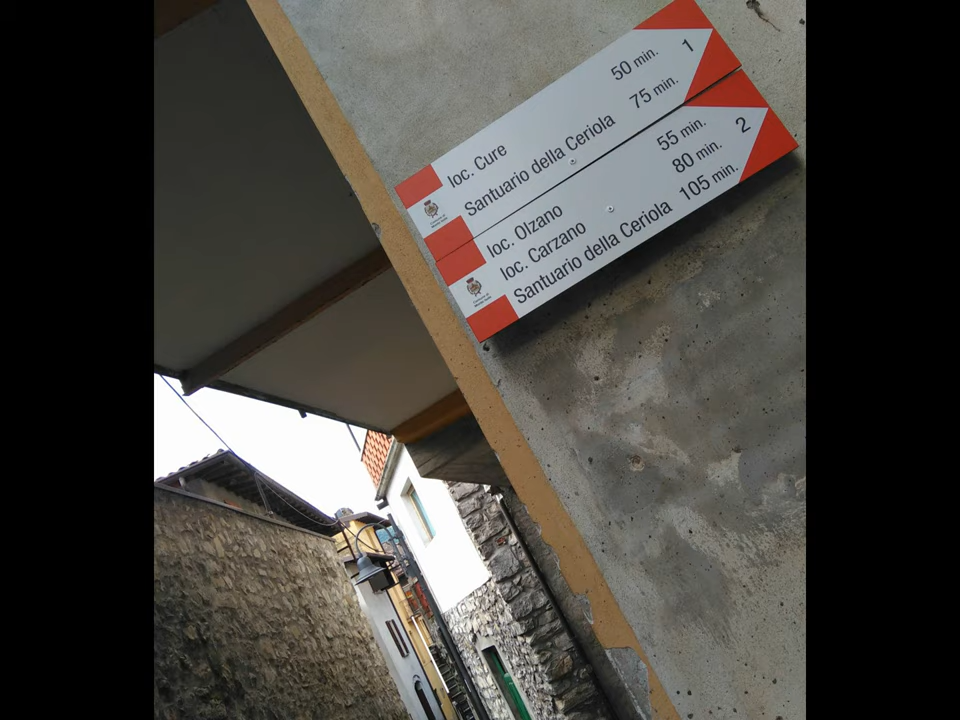 loc. Cure 50 min. 1
Santuario della Ceriola 75 min.
loc. Olzano 55 min. 2
loc. Carzano 80 min.
Santuario della Ceriola 105 min.